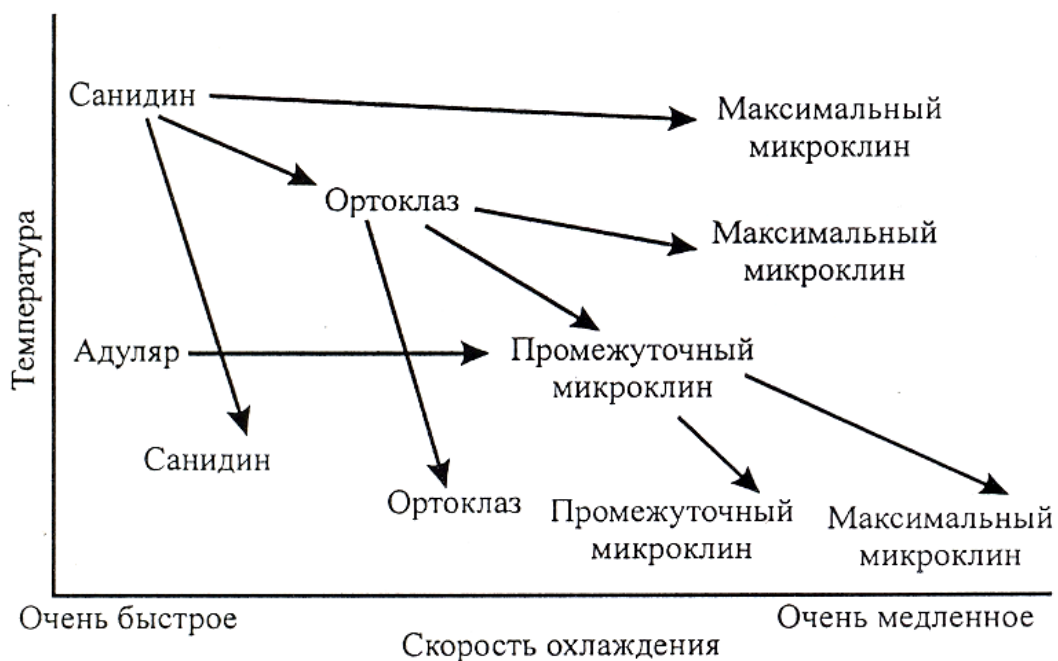 Санидин
Максимальный
микроклин
Ортоклаз
Максимальный
микроклин
Температура
Адуляр
Промежуточный
микроклин
Санидин
Ортоклаз
Промежуточный
микроклин
Максимальный
микроклин
Очень быстрое
Очень медленное
Скорость охлаждения